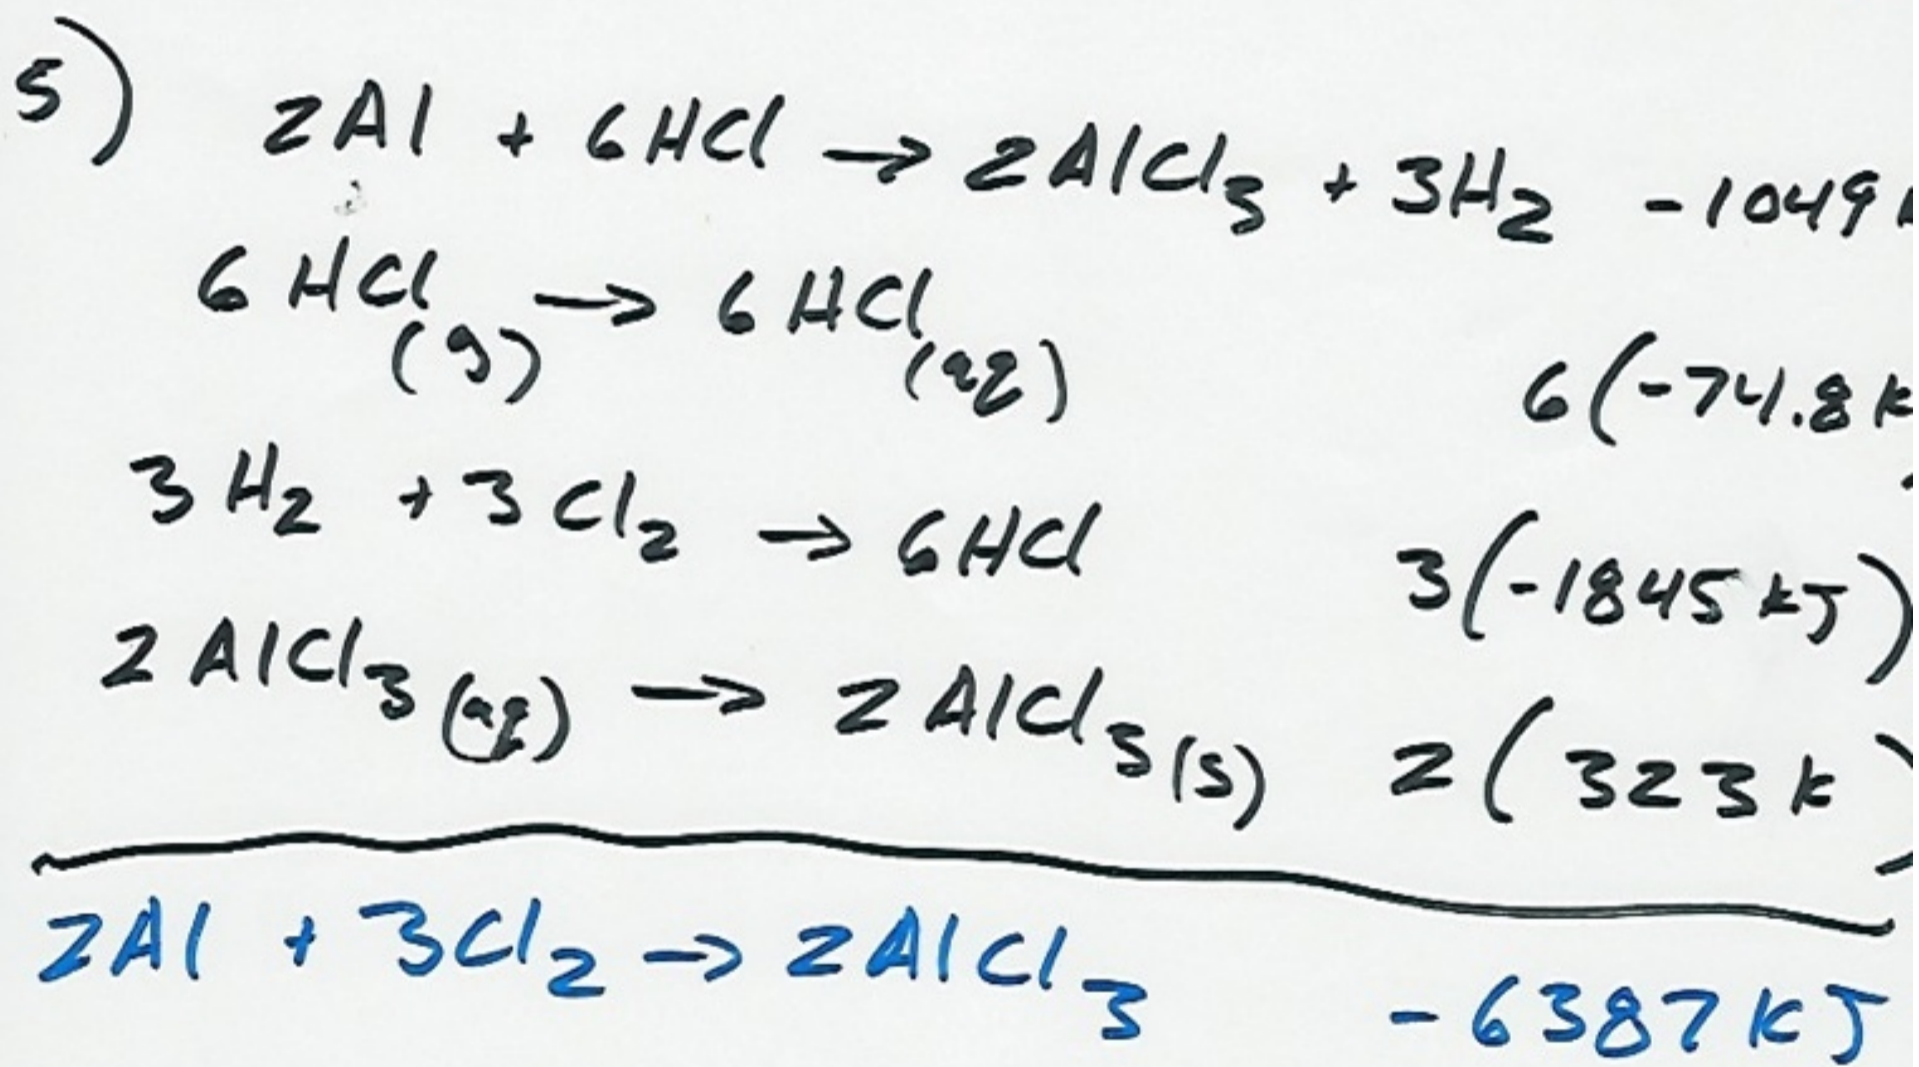 5) 2Al + 6HCl → 2AlCl₃ + 3H₂ -1049
6HCl(g) → 6HCl(aq) 6(-74.8 k
3H₂ + 3Cl₂ → 6HCl 3(-1845 kJ)
2AlCl₃(aq) → 2AlCl₃(s) 2(323 k)
2Al + 3Cl₂ → 2AlCl₃ -6387 kJ